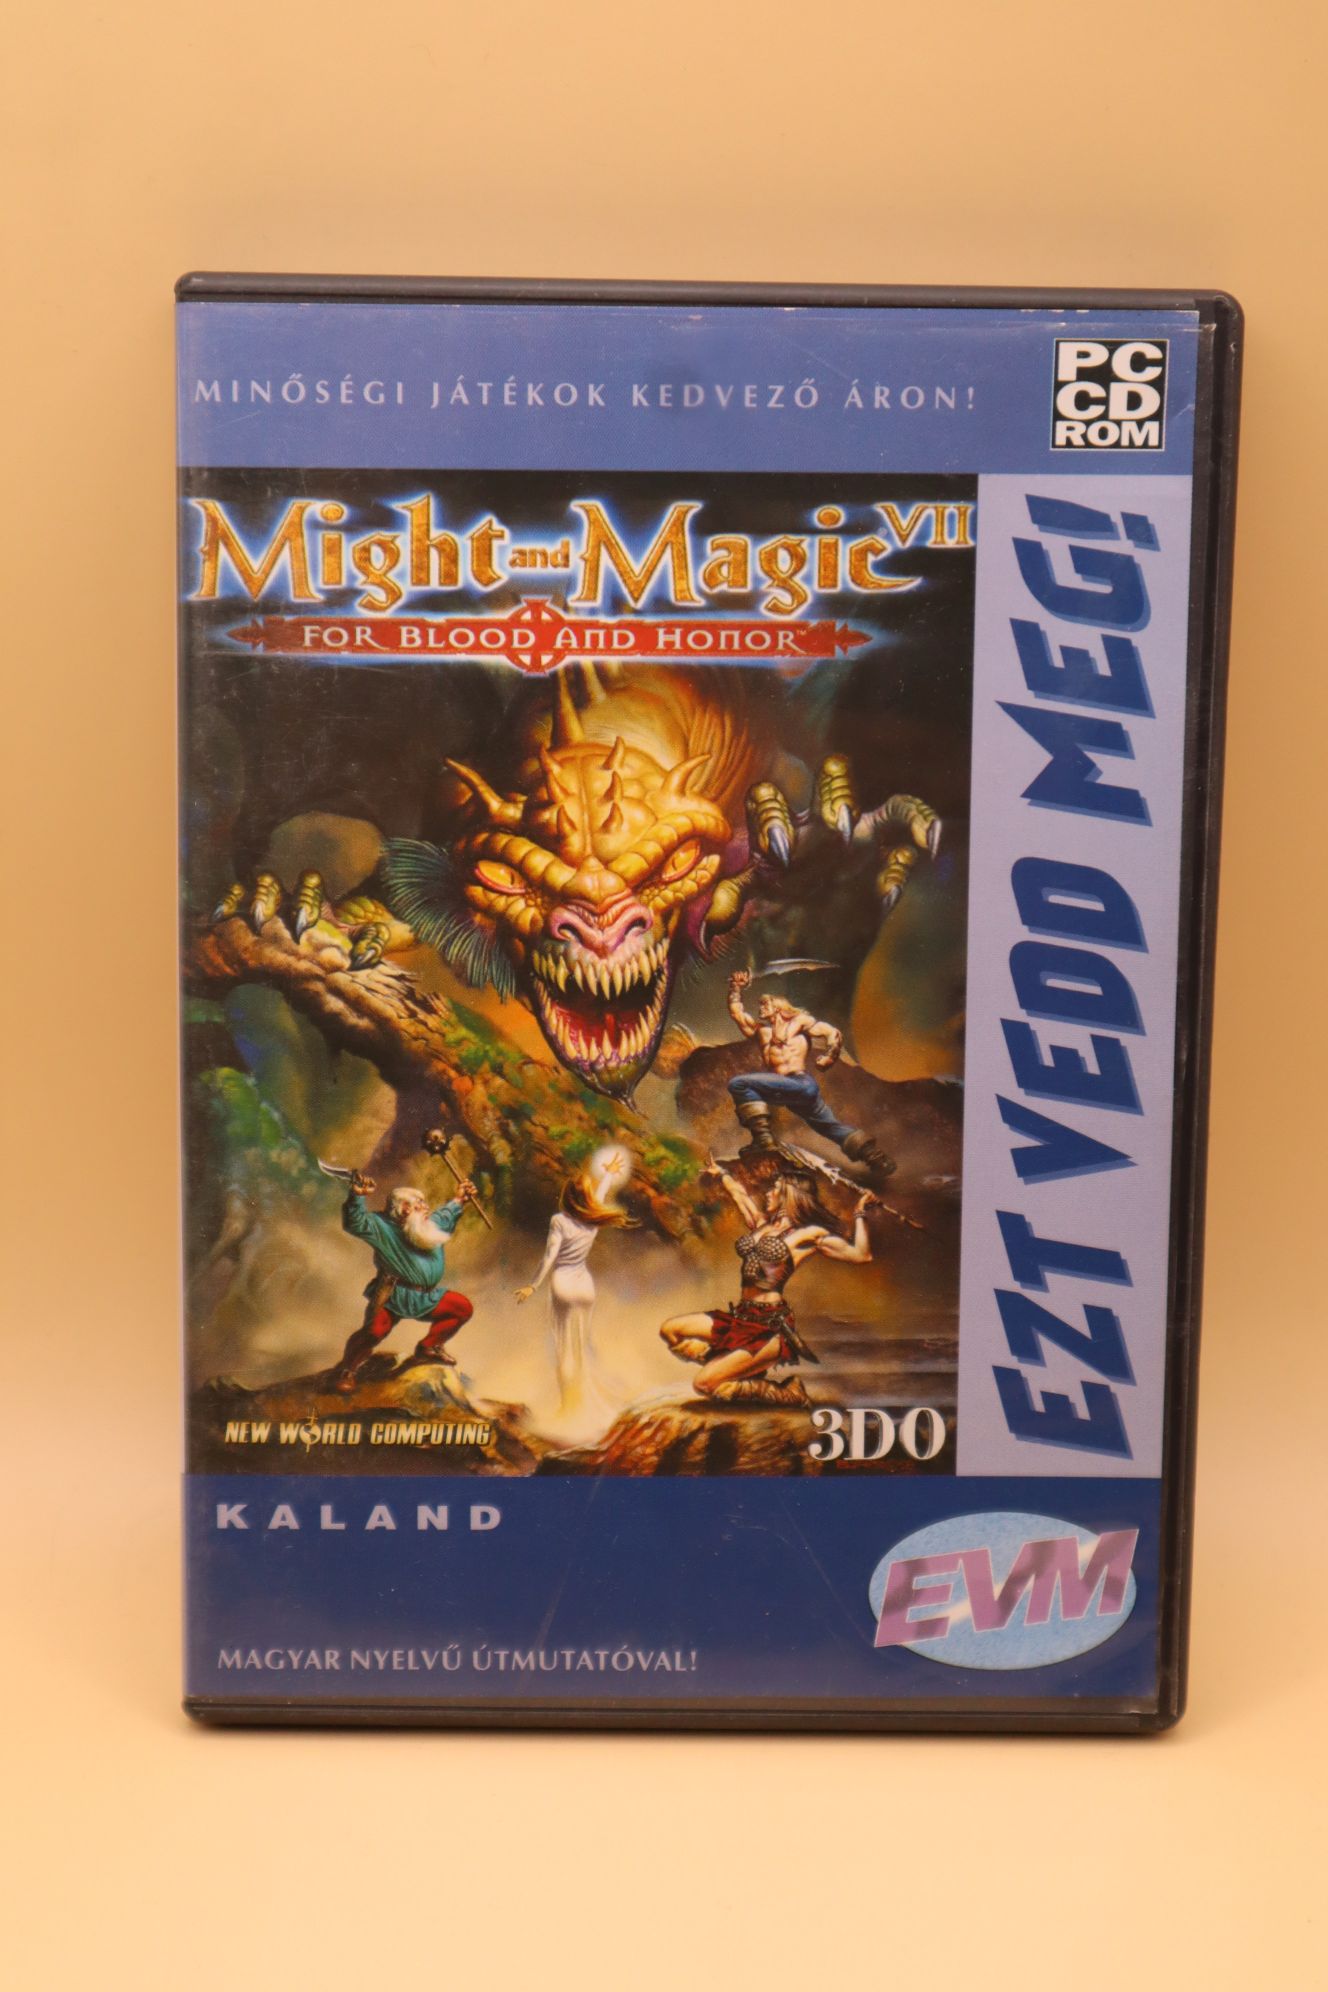 MINŐSÉGI JÁTÉKOK KEDVEZŐ ÁRON!
PC
CD
ROM
Might and Magic VII
FOR BLOOD AND HONOR™
EZT VEDD MEG!
NEW WORLD COMPUTING
3DO
KALAND
EVM
MAGYAR NYELVŰ ÚTMUTATÓVAL!